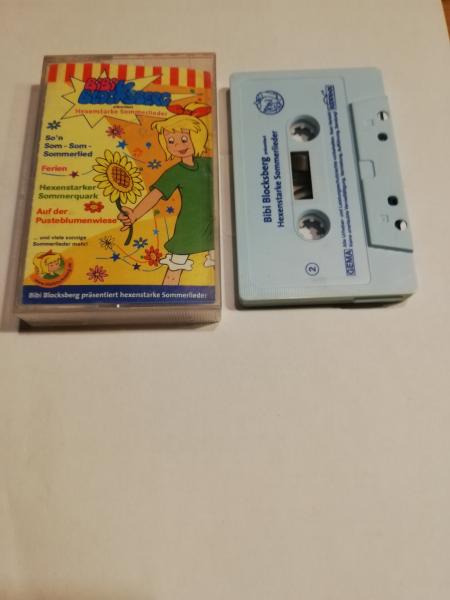 BiBi
BLOCKSBERG
präsentiert
Hexenstarke Sommerlieder
So'n
Som - Som -
Sommerlied
Ferien
Hexenstarker
Sommerquark
Auf der
Pusteblumenwiese
... und viele sonnige
Sommerlieder mehr!
Bibi Blocksberg präsentiert hexenstarke Sommerlieder
Bibi Blocksberg präsentiert
Hexenstarke Sommerlieder
2
GEMA